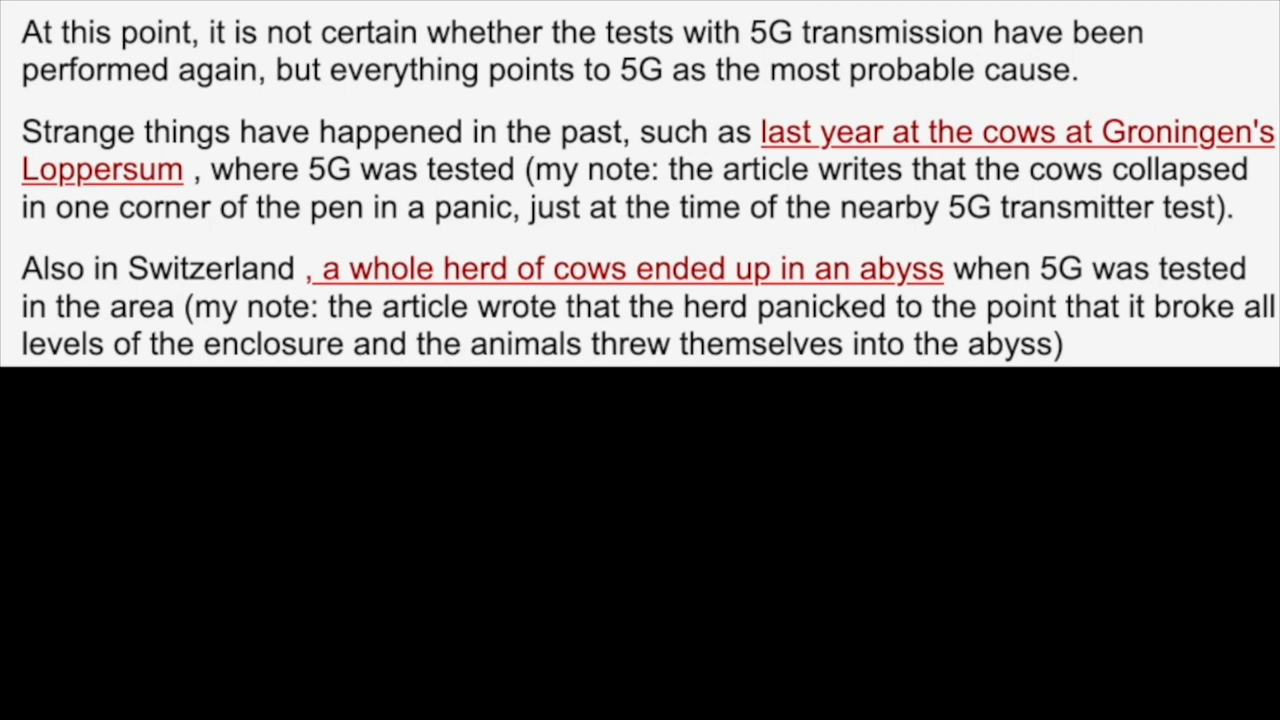 At this point, it is not certain whether the tests with 5G transmission have been
performed again, but everything points to 5G as the most probable cause.
Strange things have happened in the past, such as last year at the cows at Groningen's
Loppersum , where 5G was tested (my note: the article writes that the cows collapsed
in one corner of the pen in a panic, just at the time of the nearby 5G transmitter test).
Also in Switzerland , a whole herd of cows ended up in an abyss when 5G was tested
in the area (my note: the article wrote that the herd panicked to the point that it broke all
levels of the enclosure and the animals threw themselves into the abyss)